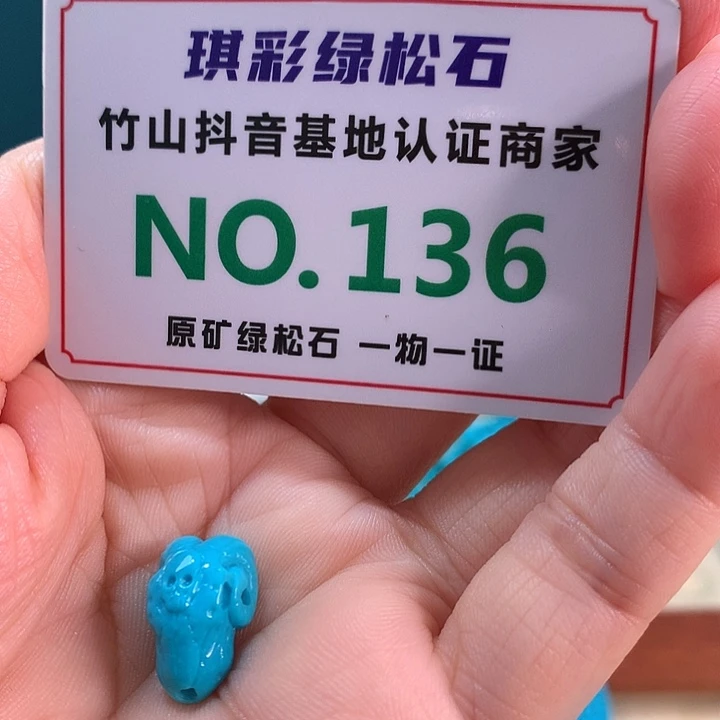 琪彩绿松石
竹山抖音基地认证商家
NO.136
原矿绿松石 一物一证